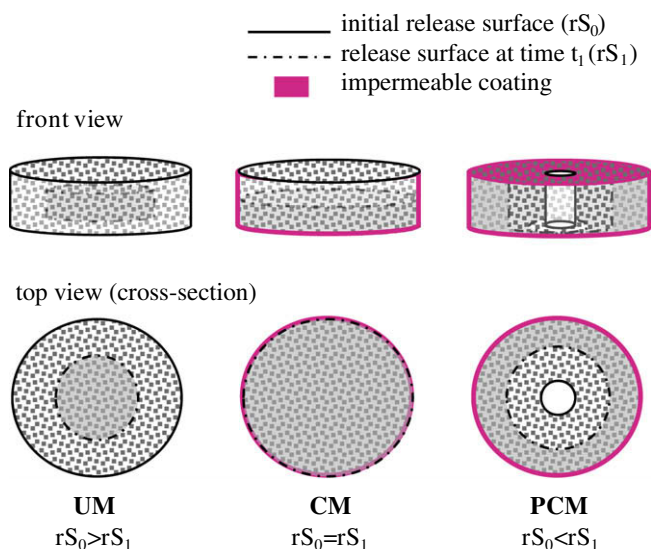 initial release surface (rS₀)
release surface at time t₁(rS₁)
impermeable coating
front view
top view (cross-section)
UM CM PCM
rS₀>rS₁ rS₀=rS₁ rS₀<rS₁